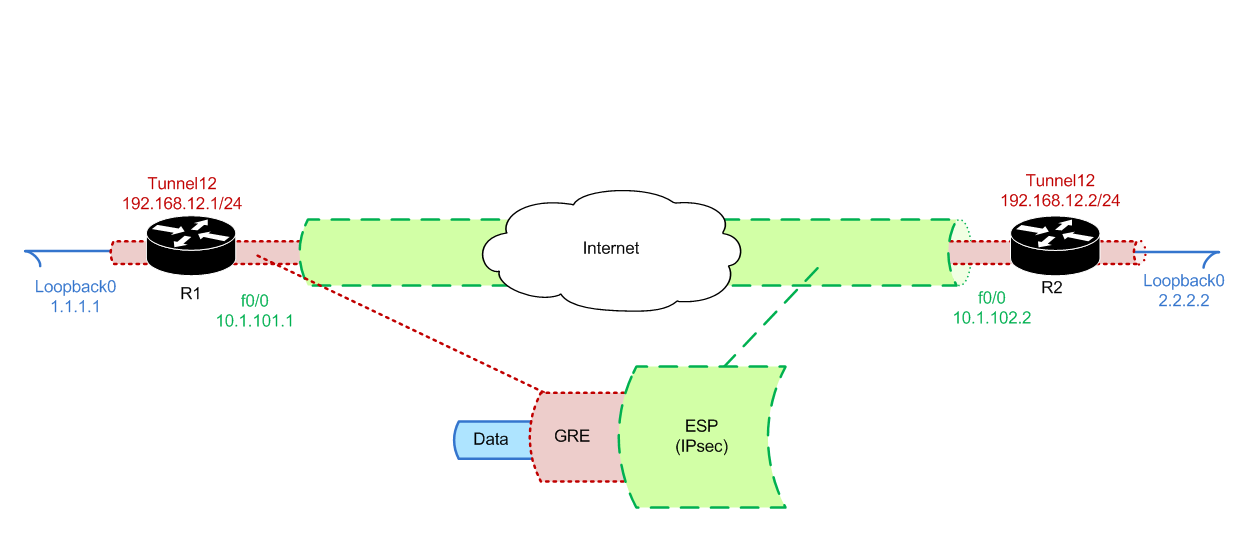 Tunnel12
192.168.12.1/24
Tunnel12
192.168.12.2/24
Internet
Loopback0
1.1.1.1
R1
f0/0
10.1.101.1
R2
f0/0
10.1.102.2
Loopback0
2.2.2.2
Data
GRE
ESP
(IPsec)